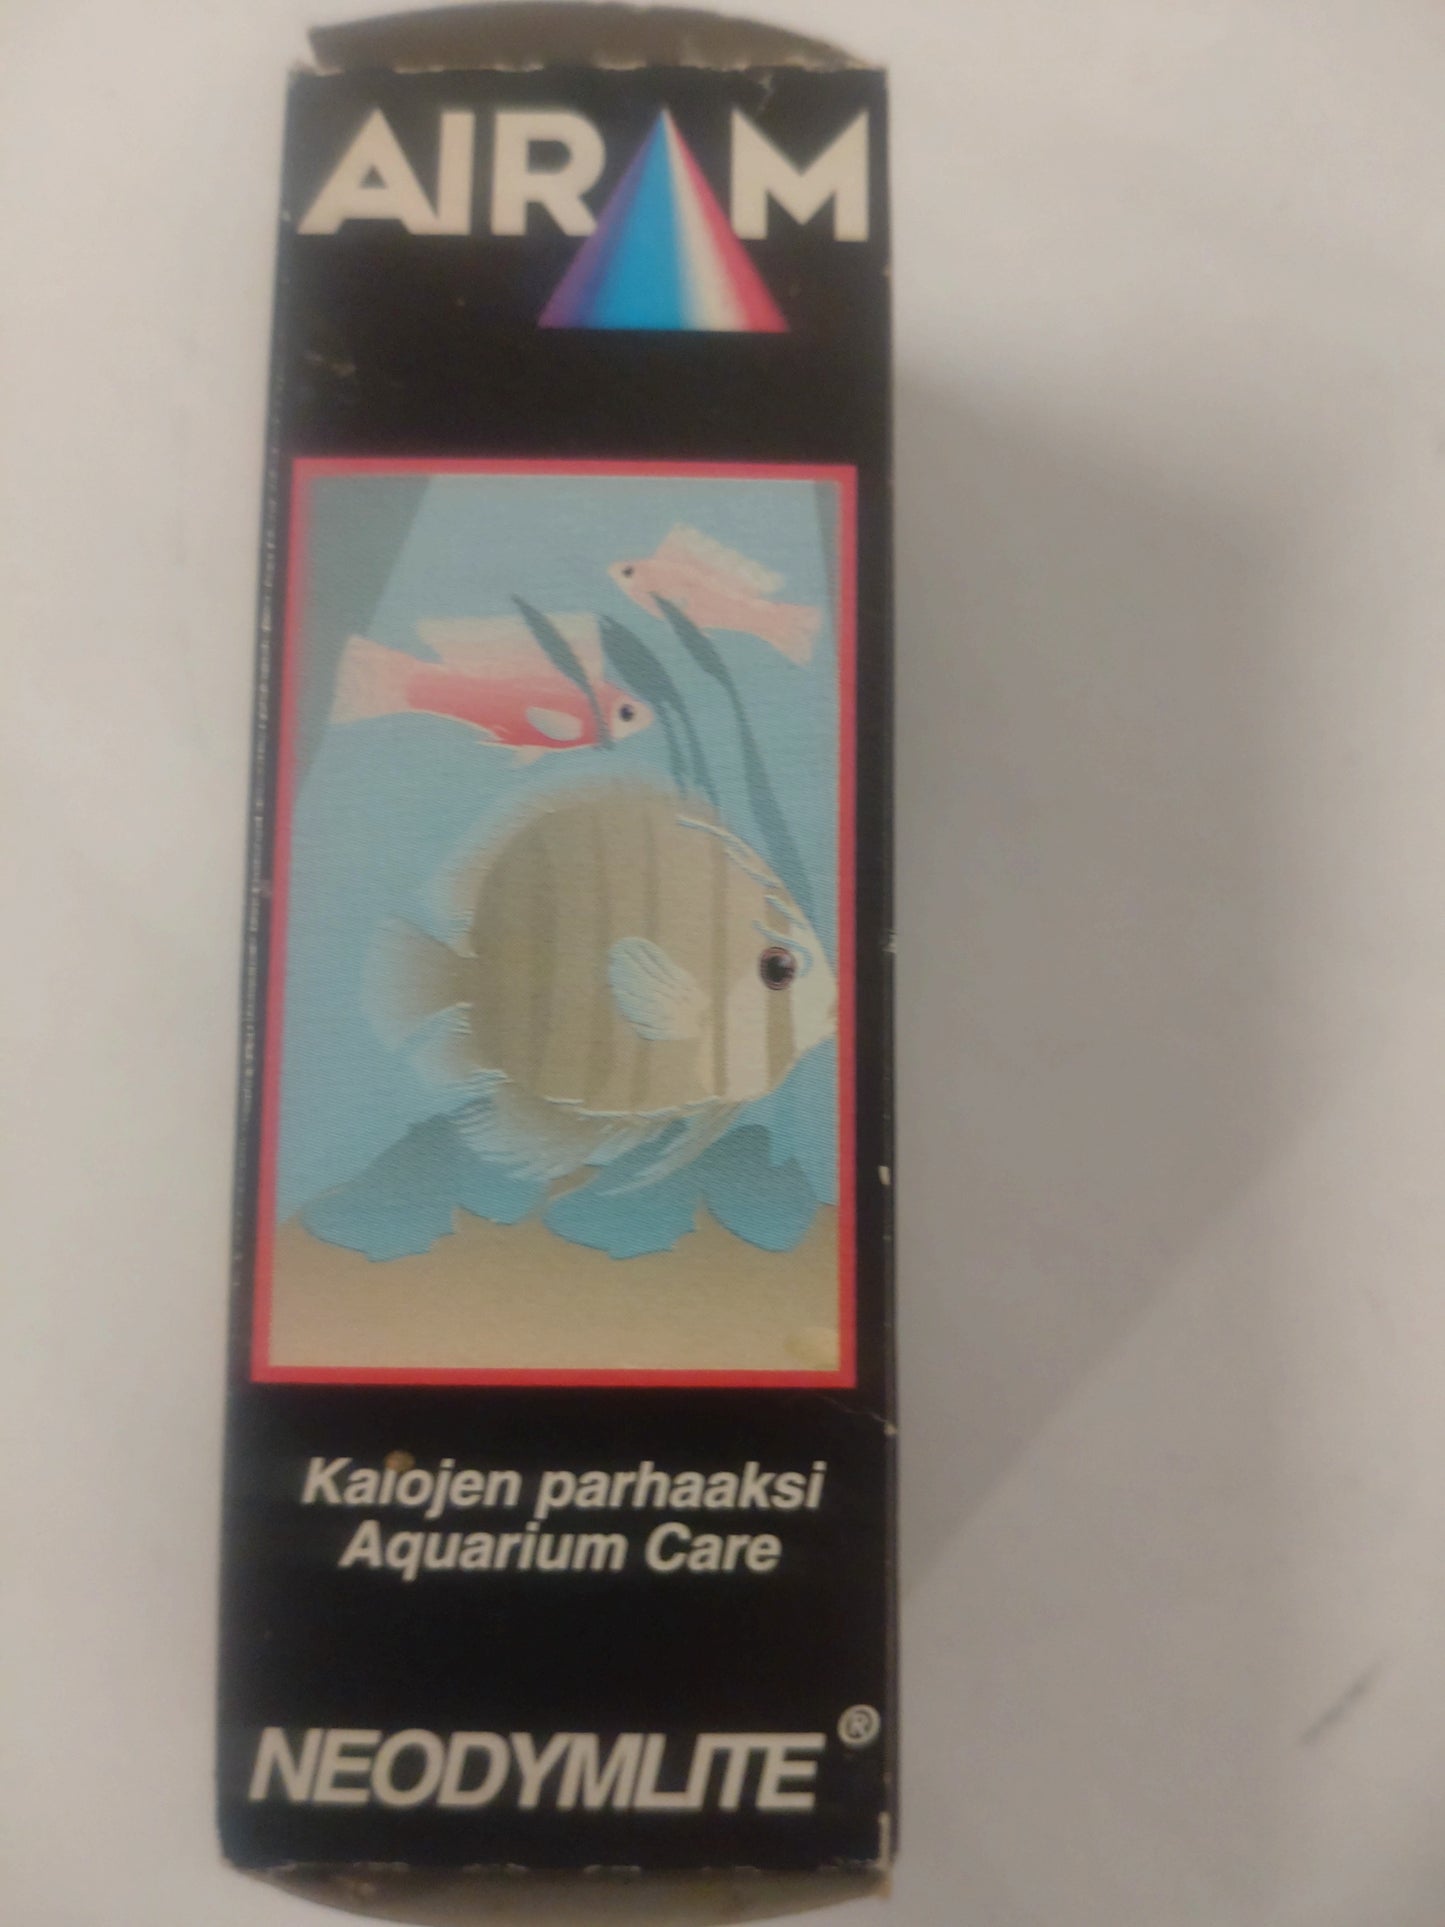 AIRAM
Kalojen parhaaksi
Aquarium Care
NEODYMLITE ®